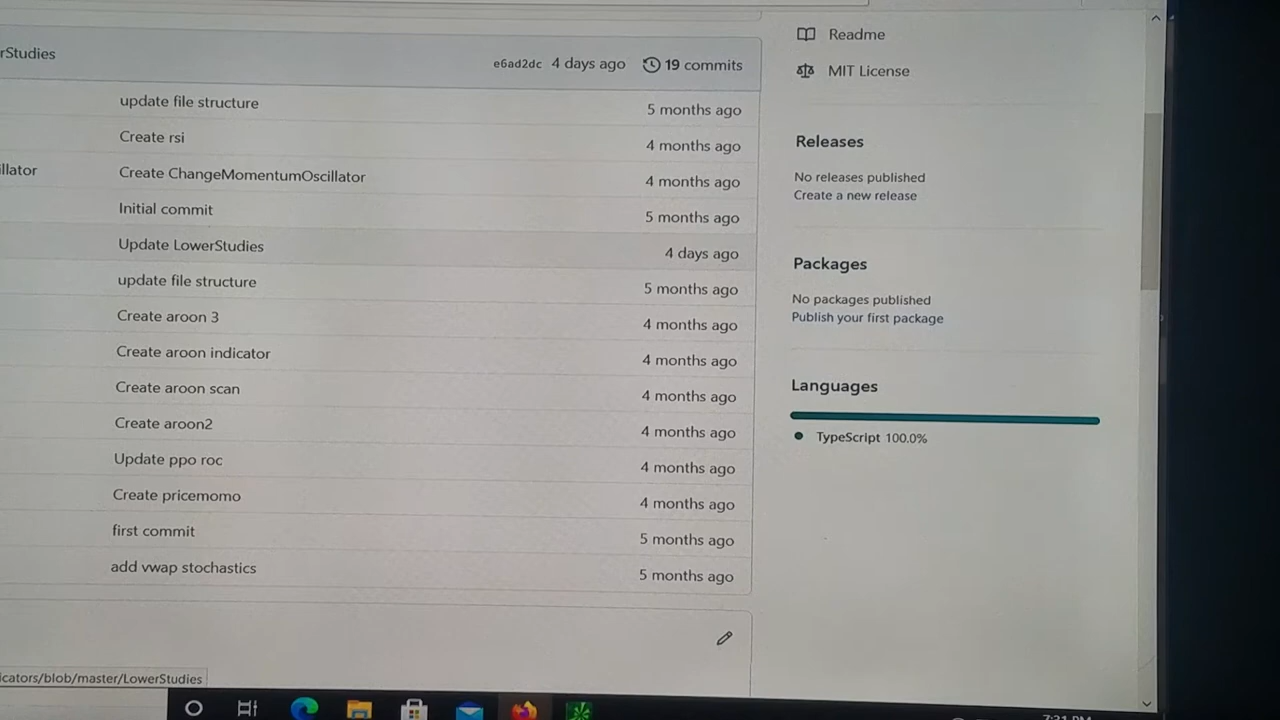 rStudies
e6ad2dc 4 days ago 19 commits
update file structure 5 months ago
Create rsi 4 months ago
illator Create ChangeMomentumOscillator 4 months ago
Initial commit 5 months ago
Update LowerStudies 4 days ago
update file structure 5 months ago
Create aroon 3 4 months ago
Create aroon indicator 4 months ago
Create aroon scan 4 months ago
Create aroon2 4 months ago
Update ppo roc 4 months ago
Create pricemomo 4 months ago
first commit 5 months ago
add vwap stochastics 5 months ago
icators/blob/master/LowerStudies
Readme
MIT License
Releases
No releases published
Create a new release
Packages
No packages published
Publish your first package
Languages
TypeScript 100.0%